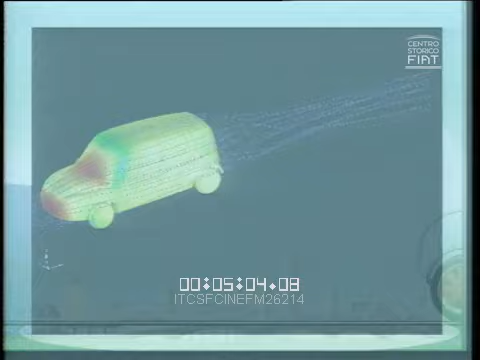 CENTRO
STORICO
FIAT
00:05:04.08
ITCSFCINEFM26214